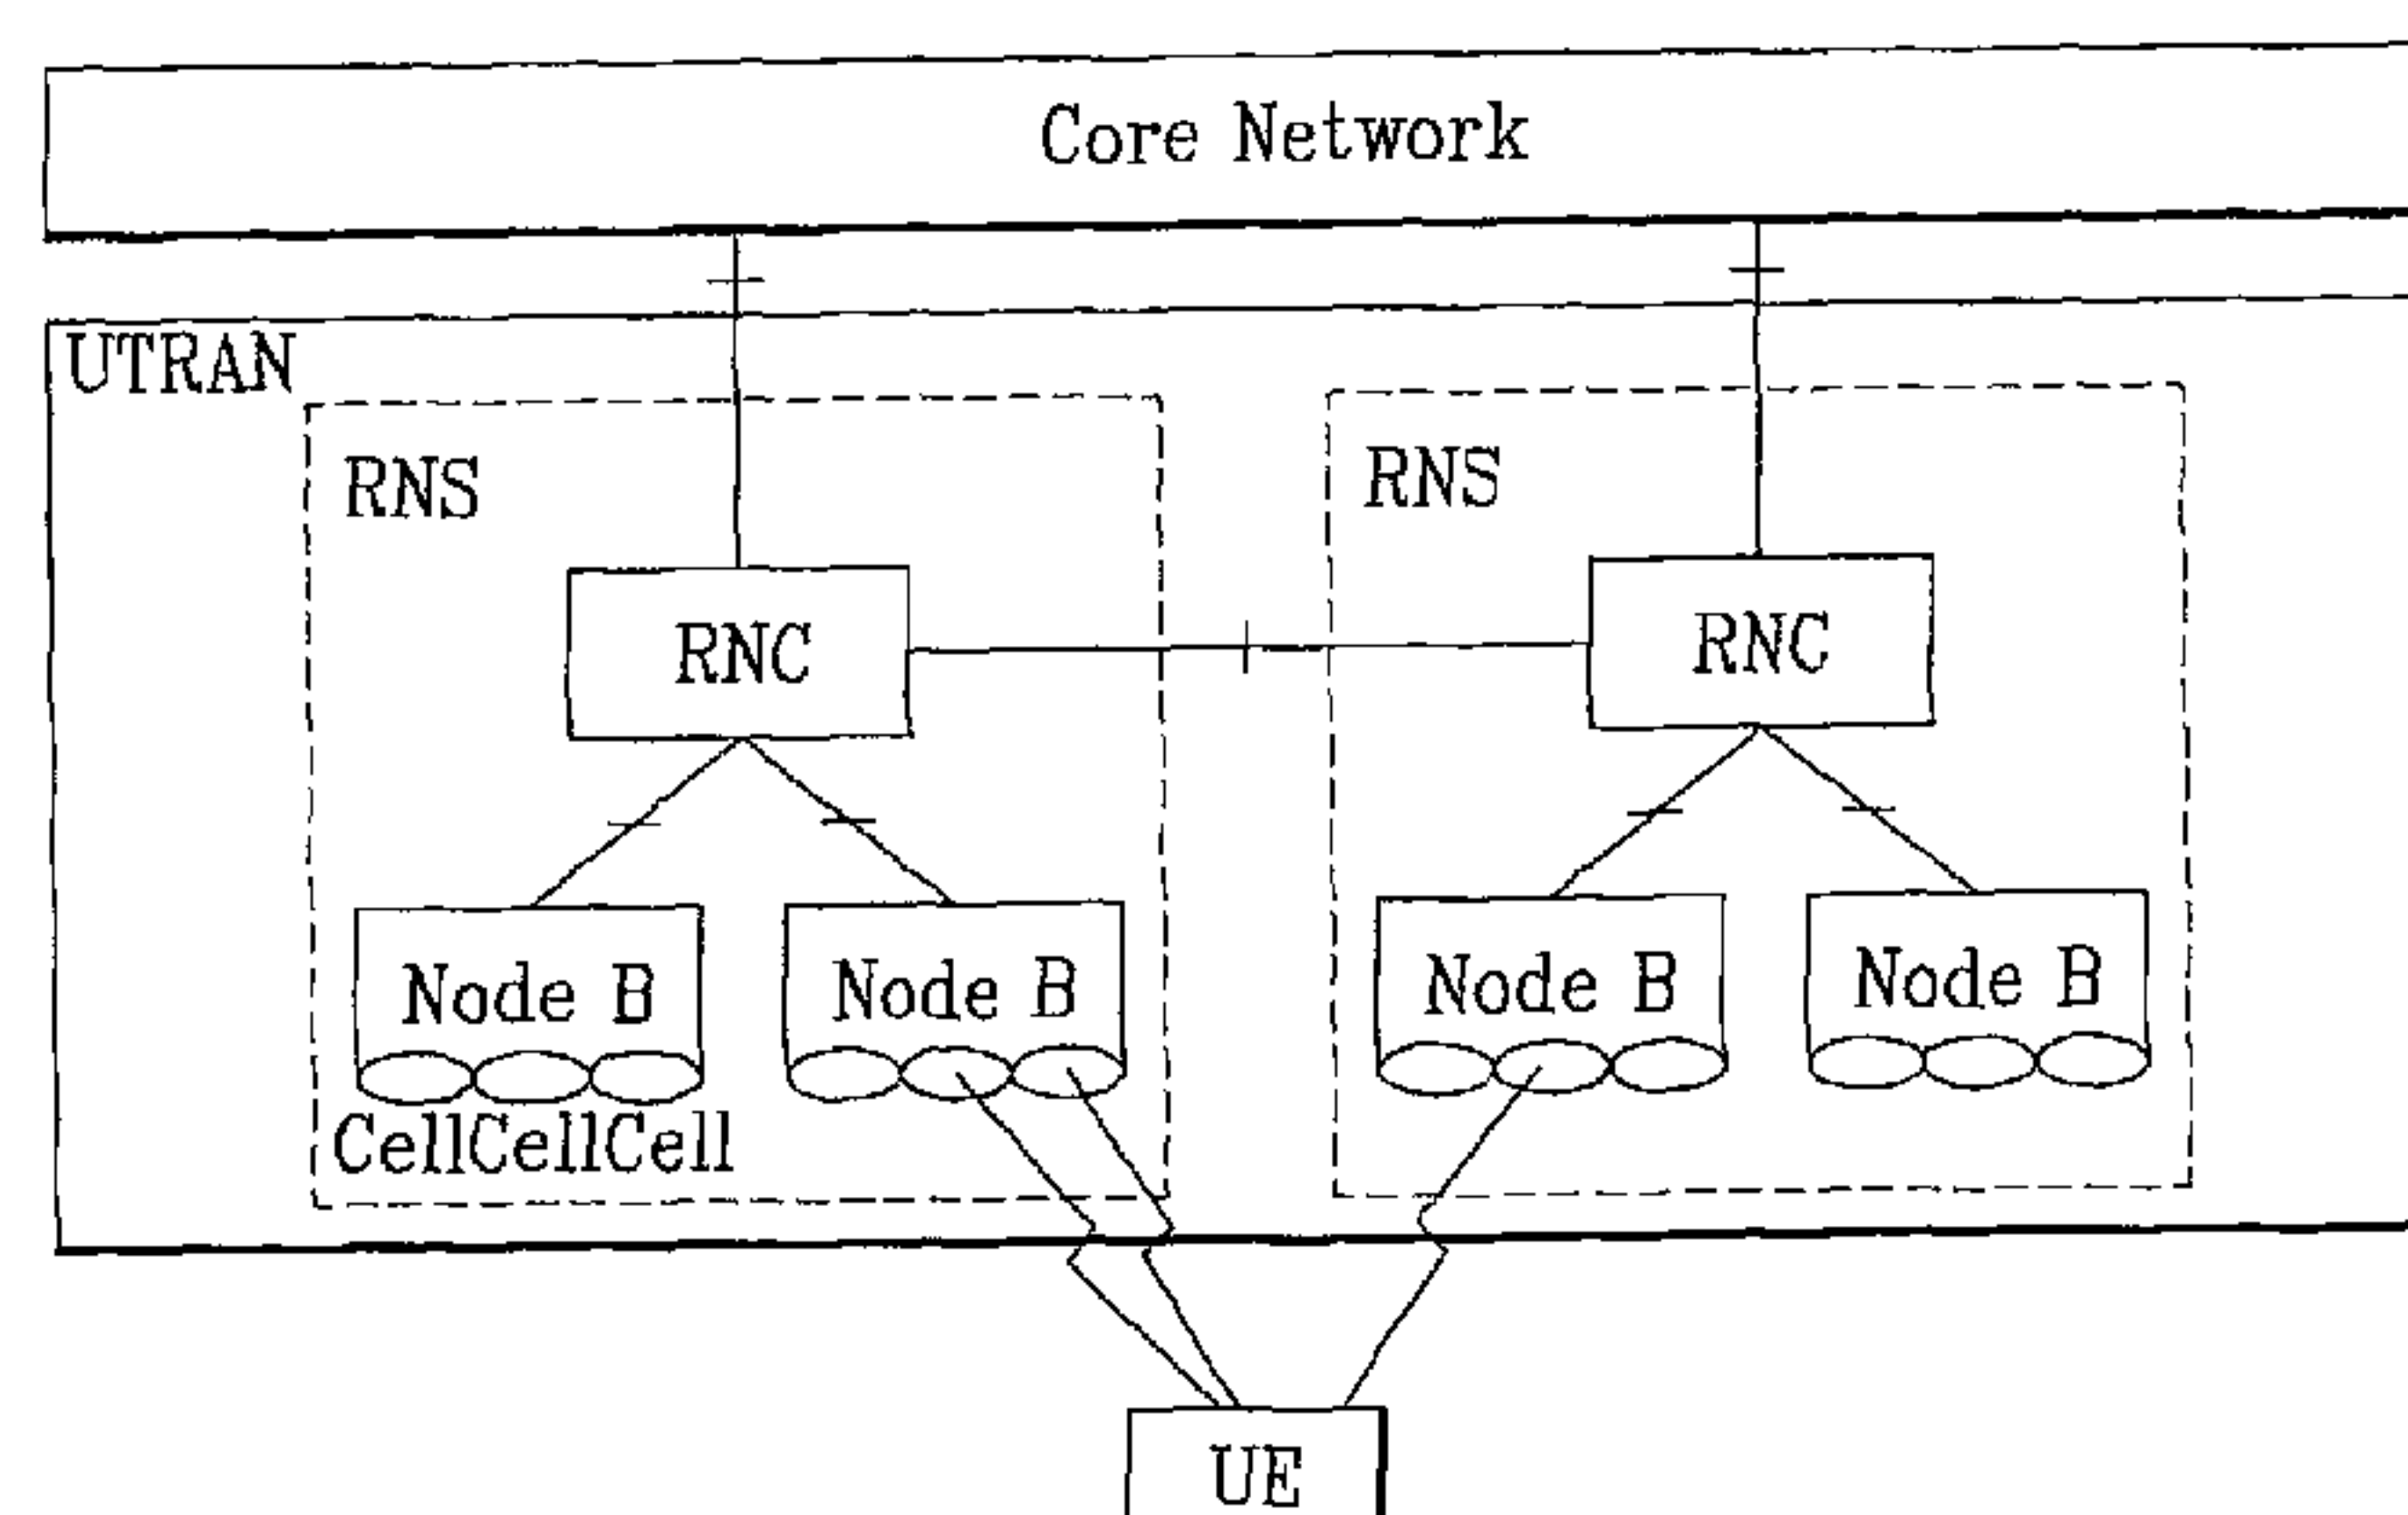 Core Network
UTRAN
RNS
RNS
RNC
RNC
Node B
Node B
Node B
Node B
CellCellCell
UE